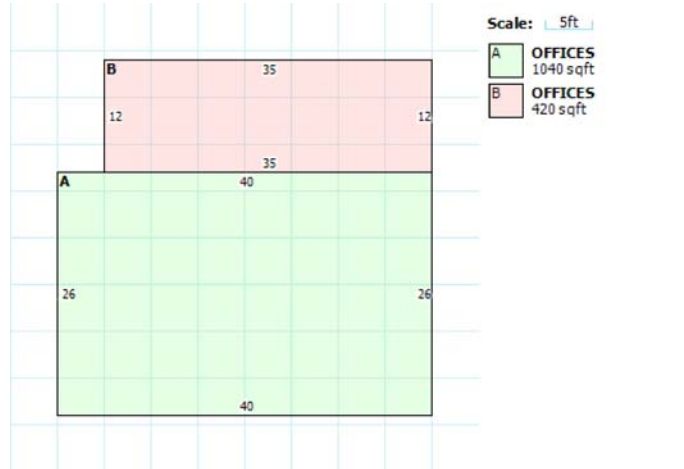 Scale: 5ft
A OFFICES
1040 sqft
B OFFICES
420 sqft
B 35
12 12
35
A 40
26 26
40